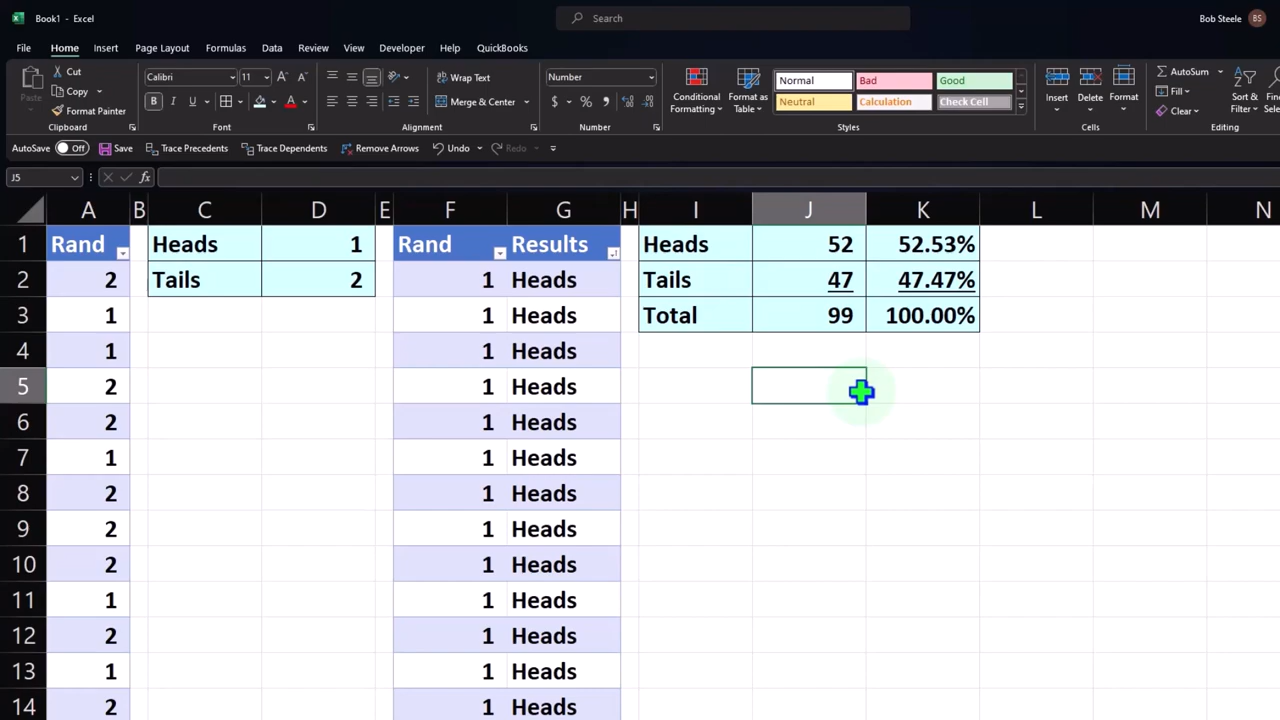 Book1 - Excel
Search
Bob Steele BS
File Home Insert Page Layout Formulas Data Review View Developer Help QuickBooks
Paste Cut Copy Format Painter Clipboard
Calibri 11 A A B I U A Font
Wrap Text Merge & Center Alignment
Number $ % , Number
Conditional Formatting Format as Table Normal Bad Good Neutral Calculation Check Cell Styles
Insert Delete Format Cells
AutoSum Fill Clear Sort & Filter Editing
AutoSave Off Save Trace Precedents Trace Dependents Remove Arrows Undo Redo
J5 fx
A B C D E F G H I J K L M N
1 Rand Heads 1 Rand Results Heads 52 52.53%
2 2 Tails 2 1 Heads Tails 47 47.47%
3 1 1 Heads Total 99 100.00%
4 1 1 Heads
5 2 1 Heads
6 2 1 Heads
7 1 1 Heads
8 2 1 Heads
9 2 1 Heads
10 2 1 Heads
11 1 1 Heads
12 2 1 Heads
13 1 1 Heads
14 2 1 Heads